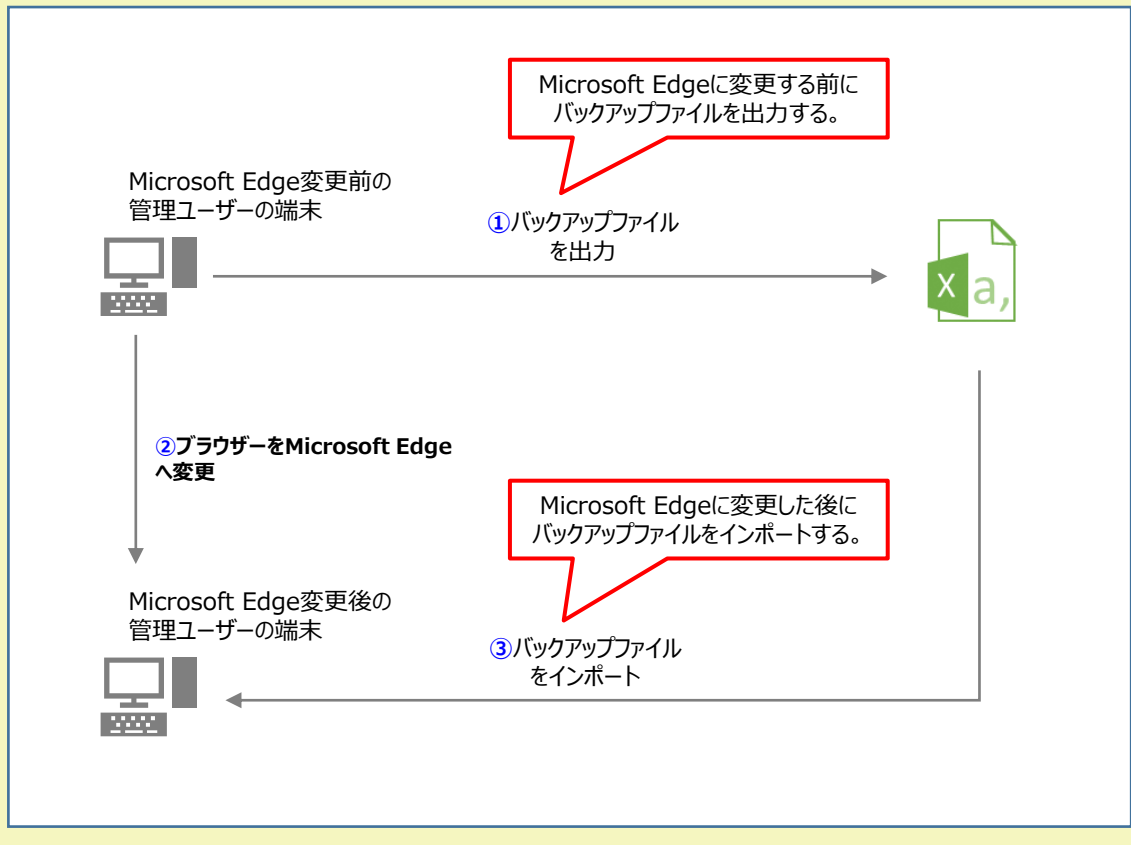 Microsoft Edgeに変更する前に
バックアップファイルを出力する。
Microsoft Edge変更前の
管理ユーザーの端末
①バックアップファイル
を出力
X a,
②ブラウザーをMicrosoft Edge
へ変更
Microsoft Edgeに変更した後に
バックアップファイルをインポートする。
Microsoft Edge変更後の
管理ユーザーの端末
③バックアップファイル
をインポート